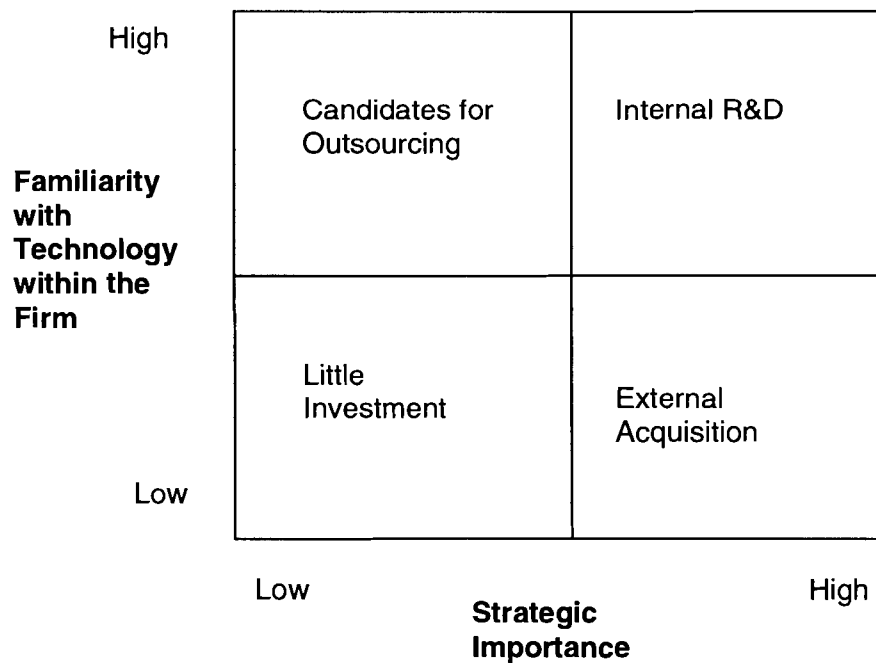 High
Candidates for
Outsourcing
Internal R&D
Familiarity
with
Technology
within the
Firm
Little
Investment
External
Acquisition
Low
Low
High
Strategic
Importance